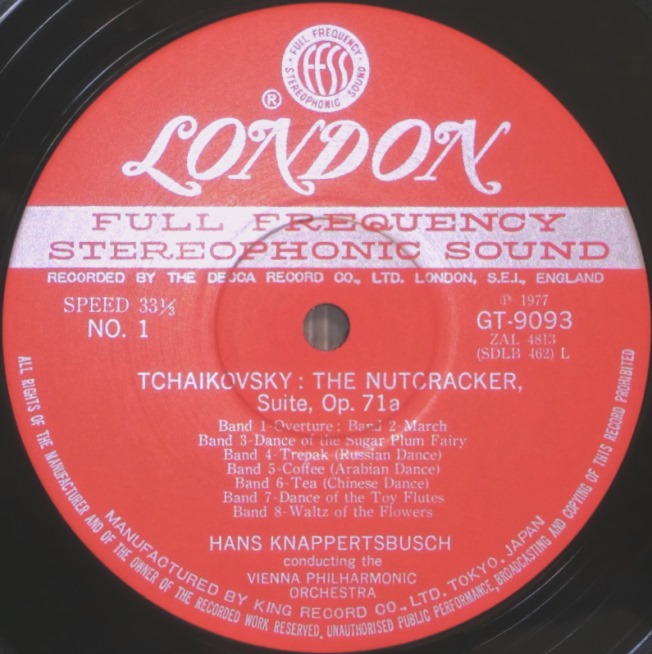 FULL FREQUENCY
ffss
STEREOPHONIC SOUND
®
LONDON
FULL FREQUENCY
STEREOPHONIC SOUND
RECORDED BY THE DECCA RECORD CO., LTD. LONDON, S.E.I., ENGLAND
SPEED 33⅓
NO. 1
℗ 1977
GT-9093
ZAL 4813
(SDLB 462) L
TCHAIKOVSKY : THE NUTCRACKER,
Suite, Op. 71a
Band 1-Overture ; Band 2-March
Band 3-Dance of the Sugar Plum Fairy
Band 4-Trepak (Russian Dance)
Band 5-Coffee (Arabian Dance)
Band 6-Tea (Chinese Dance)
Band 7-Dance of the Toy Flutes
Band 8-Waltz of the Flowers
HANS KNAPPERTSBUSCH
conducting the
VIENNA PHILHARMONIC
ORCHESTRA
MANUFACTURED BY KING RECORD CO., LTD. TOKYO, JAPAN
ALL RIGHTS OF THE MANUFACTURER AND OF THE OWNER OF THE RECORDED WORK RESERVED, UNAUTHORISED PUBLIC PERFORMANCE, BROADCASTING AND COPYING OF THIS RECORD PROHIBITED